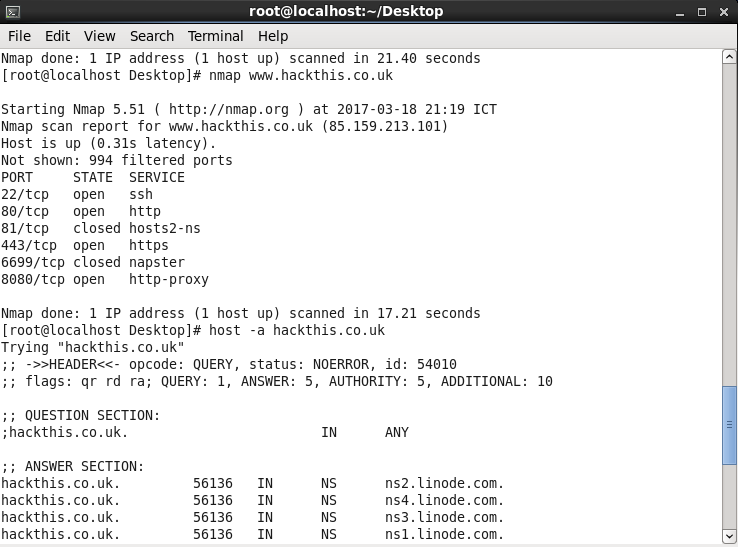 root@localhost:~/Desktop
File Edit View Search Terminal Help
Nmap done: 1 IP address (1 host up) scanned in 21.40 seconds
[root@localhost Desktop]# nmap www.hackthis.co.uk
Starting Nmap 5.51 ( http://nmap.org ) at 2017-03-18 21:19 ICT
Nmap scan report for www.hackthis.co.uk (85.159.213.101)
Host is up (0.31s latency).
Not shown: 994 filtered ports
PORT     STATE  SERVICE
22/tcp   open   ssh
80/tcp   open   http
81/tcp   closed hosts2-ns
443/tcp  open   https
6699/tcp closed napster
8080/tcp open   http-proxy
Nmap done: 1 IP address (1 host up) scanned in 17.21 seconds
[root@localhost Desktop]# host -a hackthis.co.uk
Trying "hackthis.co.uk"
;; ->>HEADER<<- opcode: QUERY, status: NOERROR, id: 54010
;; flags: qr rd ra; QUERY: 1, ANSWER: 5, AUTHORITY: 5, ADDITIONAL: 10
;; QUESTION SECTION:
;hackthis.co.uk.                        IN      ANY
;; ANSWER SECTION:
hackthis.co.uk.         56136   IN      NS      ns2.linode.com.
hackthis.co.uk.         56136   IN      NS      ns4.linode.com.
hackthis.co.uk.         56136   IN      NS      ns3.linode.com.
hackthis.co.uk.         56136   IN      NS      ns1.linode.com.